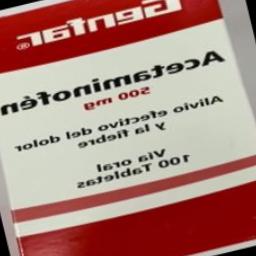 Genfar®
Acetaminofén
500 mg
Alivio efectivo del dolor
y la fiebre
Vía oral
100 Tabletas